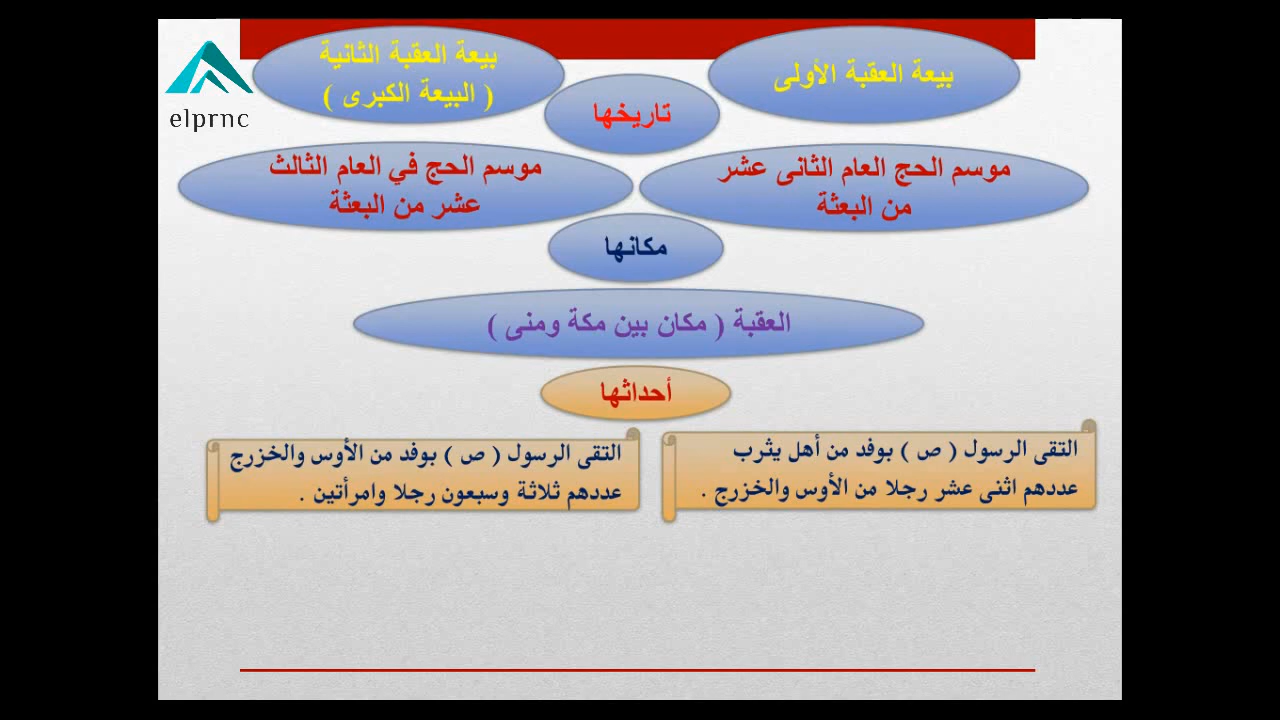 بيعة العقبة الأولى
بيعة العقبة الثانية
( البيعة الكبرى )
elprnc
تاريخها
موسم الحج العام الثانى عشر
من البعثة
موسم الحج في العام الثالث
عشر من البعثة
مكانها
العقبة ( مكان بين مكة ومنى )
أحداثها
التقى الرسول ( ص ) بوفد من أهل يثرب
عددهم اثنى عشر رجلا من الأوس والخزرج .
التقى الرسول ( ص ) بوفد من الأوس والخزرج
عددهم ثلاثة وسبعون رجلا وامرأتين .